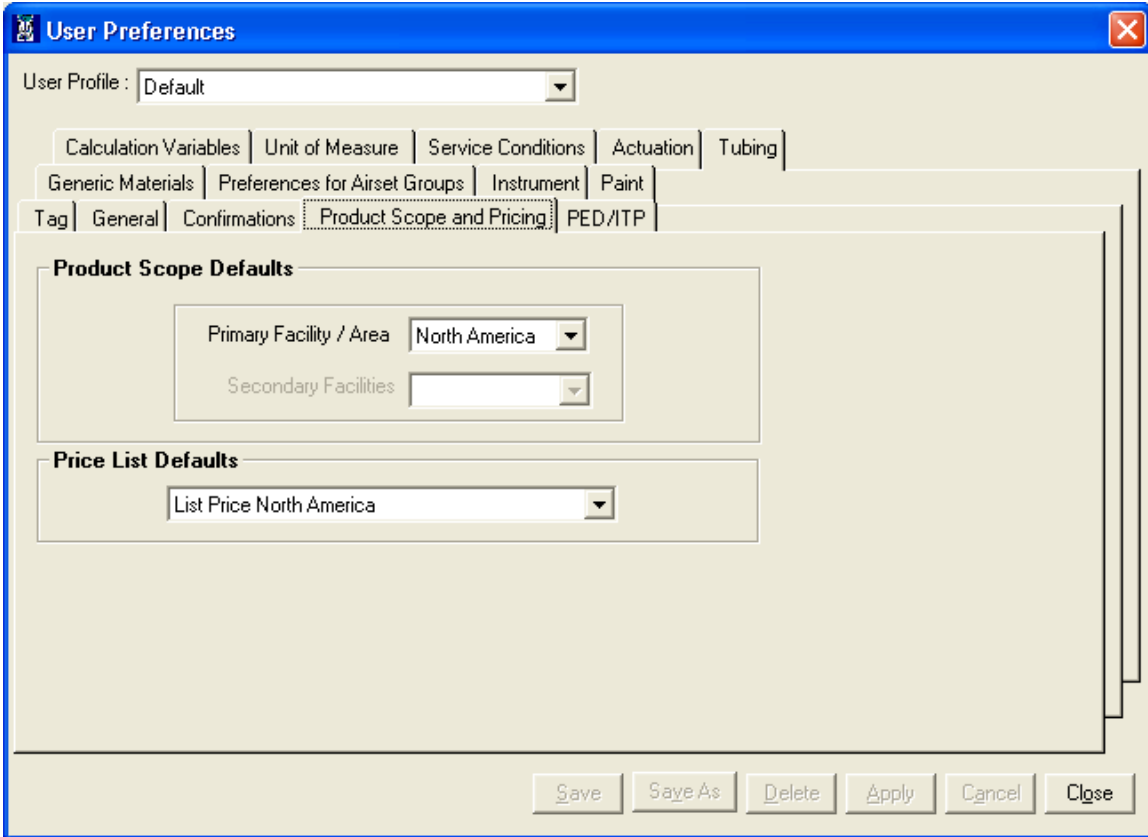 User Preferences
User Profile : Default
Calculation Variables Unit of Measure Service Conditions Actuation Tubing
Generic Materials Preferences for Airset Groups Instrument Paint
Tag General Confirmations Product Scope and Pricing PED/ITP
Product Scope Defaults
Primary Facility / Area North America
Secondary Facilities
Price List Defaults
List Price North America
Save Save As Delete Apply Cancel Close